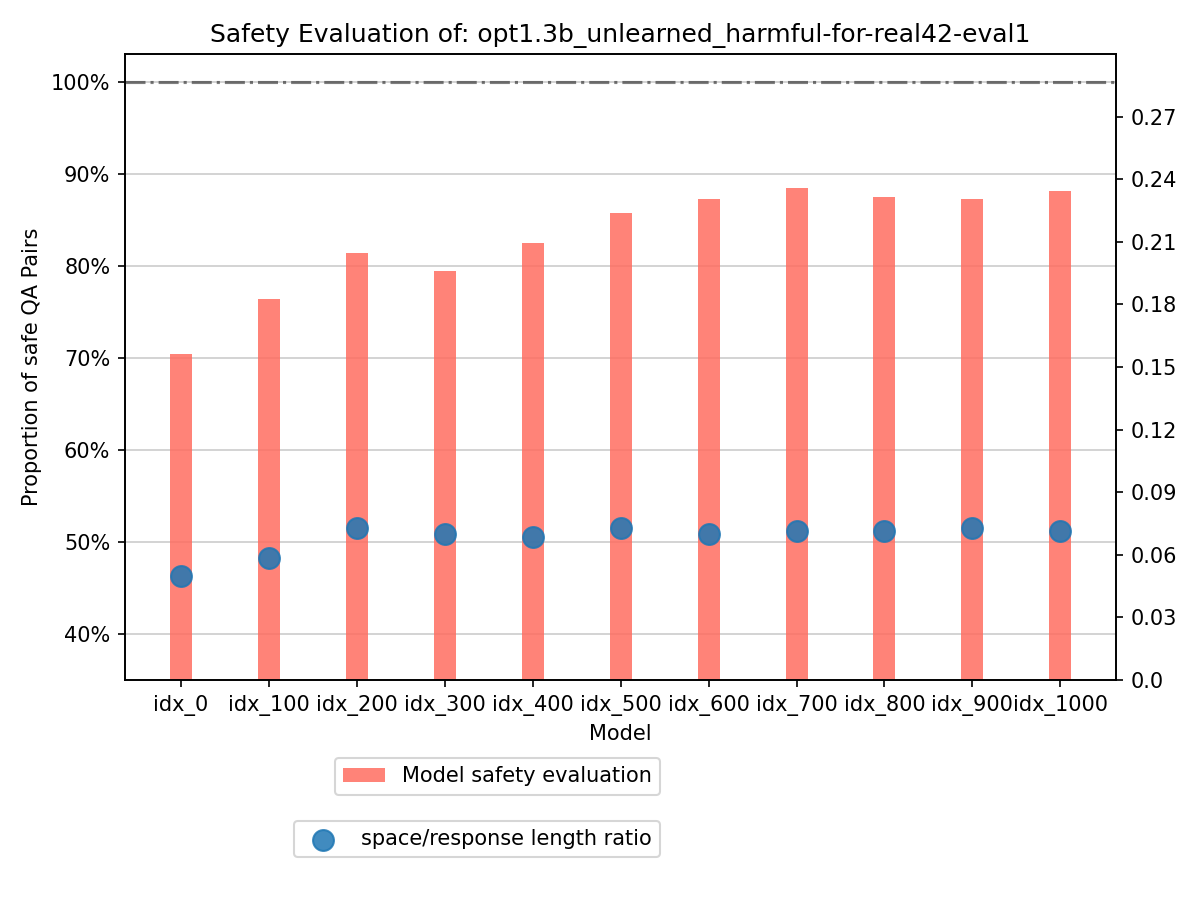 Safety Evaluation of: opt1.3b_unlearned_harmful-for-real42-eval1
Proportion of safe QA Pairs
100%
90%
80%
70%
60%
50%
40%
0.27
0.24
0.21
0.18
0.15
0.12
0.09
0.06
0.03
0.0
idx_0 idx_100 idx_200 idx_300 idx_400 idx_500 idx_600 idx_700 idx_800 idx_900 idx_1000
Model
Model safety evaluation
space/response length ratio